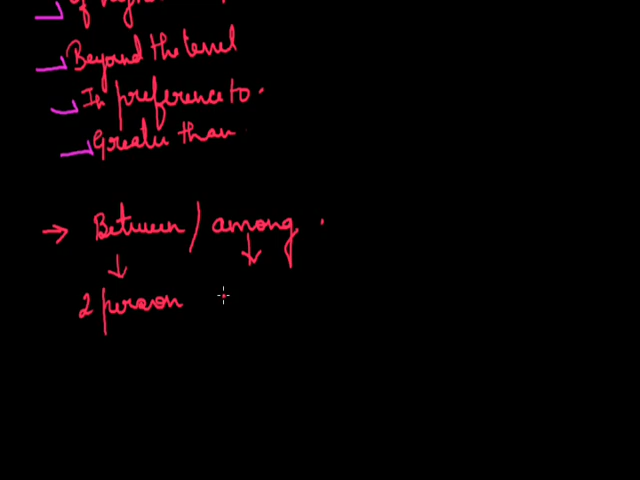 Beyond the level
In preference to.
Greater than
→ Between / among.
2 person